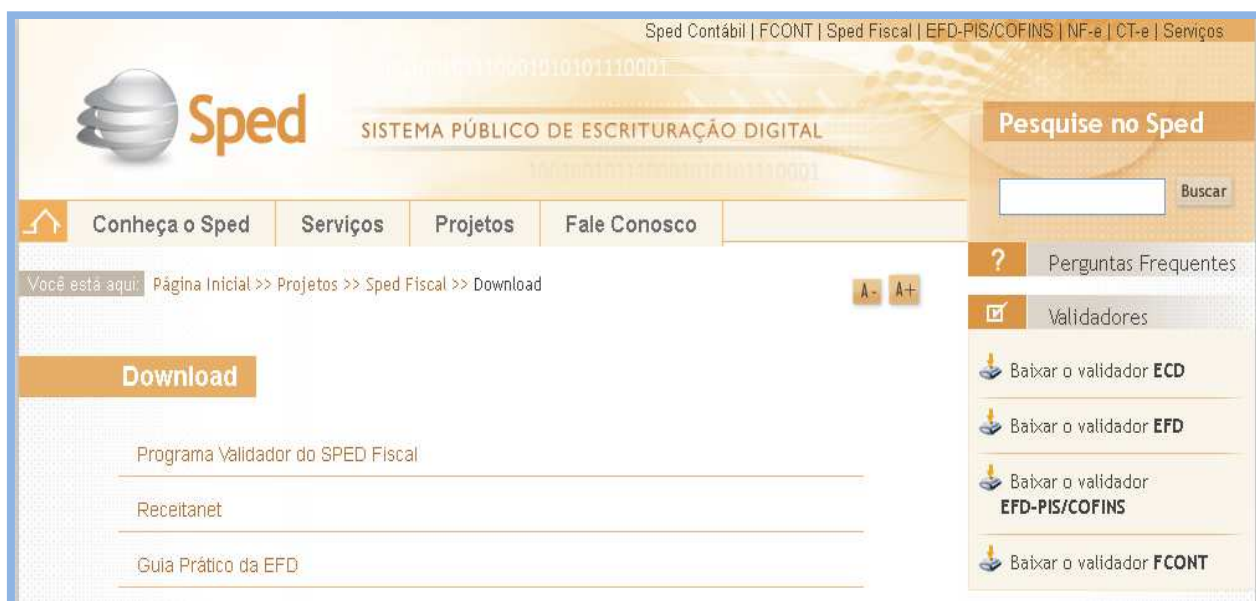 Sped Contábil | FCONT | Sped Fiscal | EFD-PIS/COFINS | NF-e | CT-e | Serviços
Sped
SISTEMA PÚBLICO DE ESCRITURAÇÃO DIGITAL
Pesquise no Sped
Buscar
Conheça o Sped
Serviços
Projetos
Fale Conosco
Você está aqui: Página Inicial >> Projetos >> Sped Fiscal >> Download
A- A+
Download
Programa Validador do SPED Fiscal
Receitanet
Guia Prático da EFD
? Perguntas Frequentes
Validadores
Baixar o validador ECD
Baixar o validador EFD
Baixar o validador
EFD-PIS/COFINS
Baixar o validador FCONT